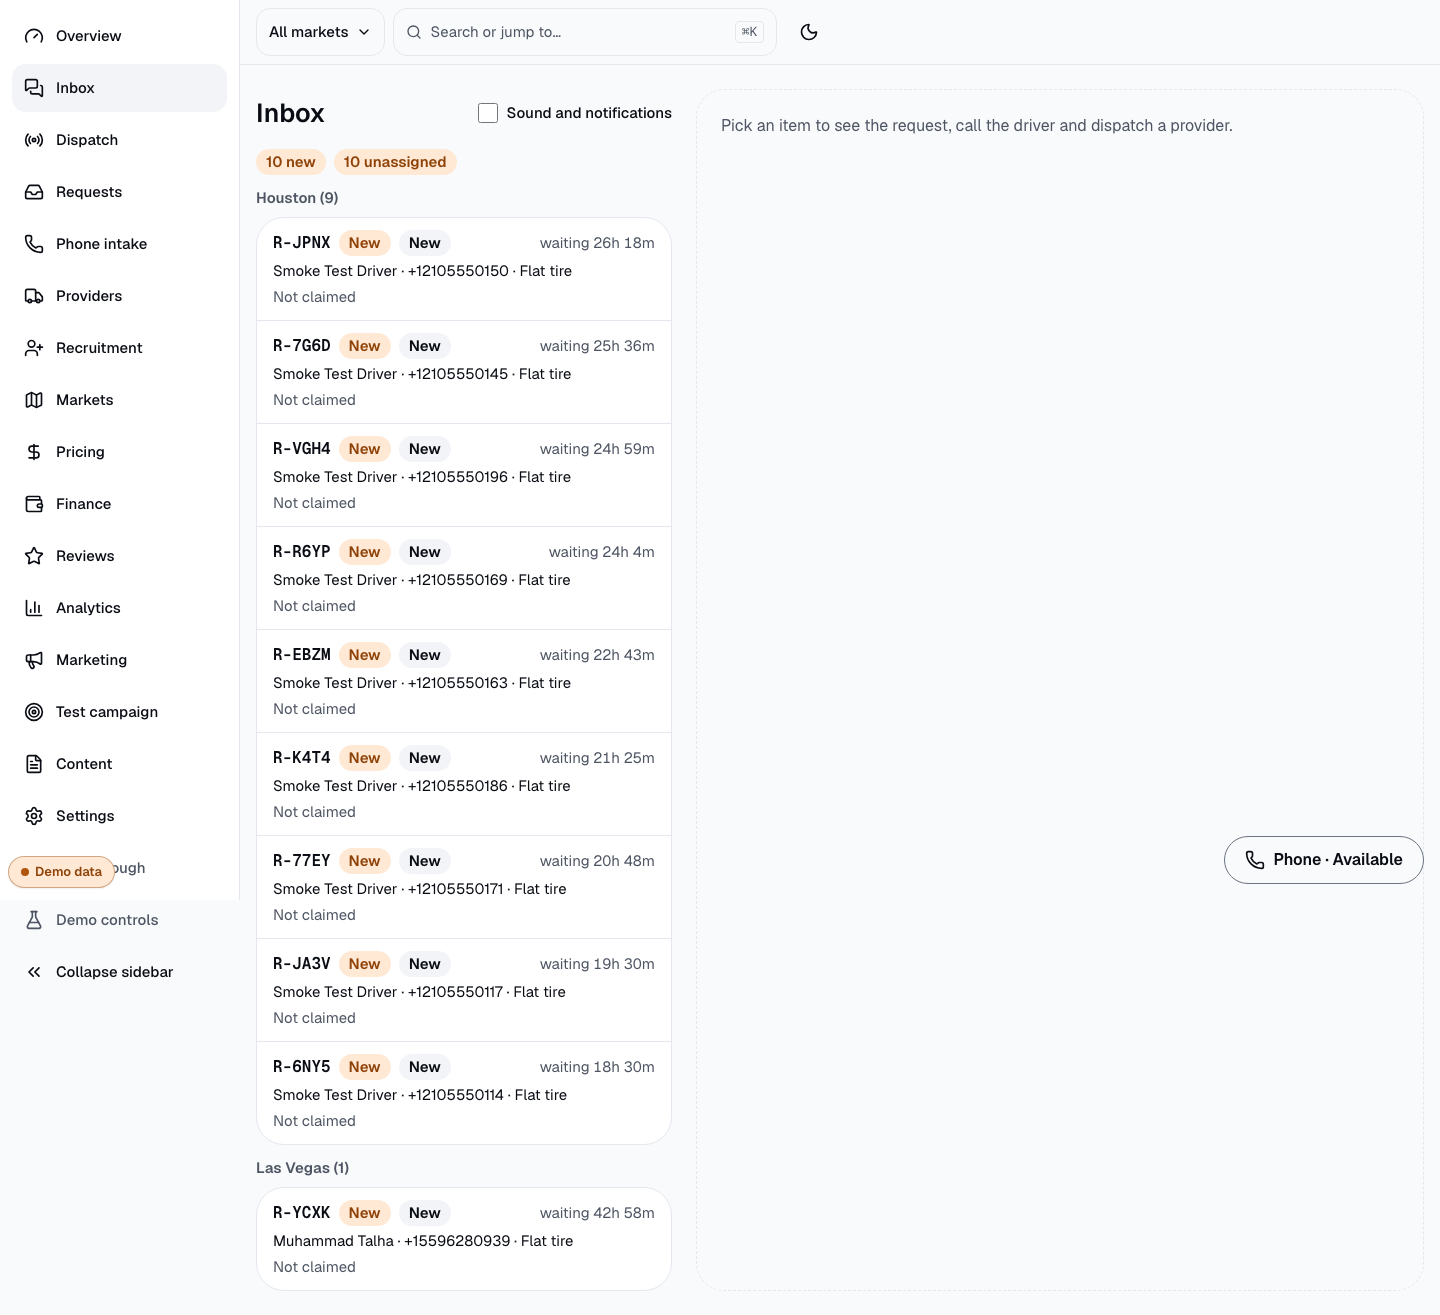 Overview
Inbox
Dispatch
Requests
Phone intake
Providers
Recruitment
Markets
Pricing
Finance
Reviews
Analytics
Marketing
Test campaign
Content
Settings
Demo data
ough
Demo controls
Collapse sidebar
All markets
Search or jump to...
⌘K
Inbox
Sound and notifications
10 new 10 unassigned
Houston (9)
R-JPNX New New waiting 26h 18m
Smoke Test Driver · +12105550150 · Flat tire
Not claimed
R-7G6D New New waiting 25h 36m
Smoke Test Driver · +12105550145 · Flat tire
Not claimed
R-VGH4 New New waiting 24h 59m
Smoke Test Driver · +12105550196 · Flat tire
Not claimed
R-R6YP New New waiting 24h 4m
Smoke Test Driver · +12105550169 · Flat tire
Not claimed
R-EBZM New New waiting 22h 43m
Smoke Test Driver · +12105550163 · Flat tire
Not claimed
R-K4T4 New New waiting 21h 25m
Smoke Test Driver · +12105550186 · Flat tire
Not claimed
R-77EY New New waiting 20h 48m
Smoke Test Driver · +12105550171 · Flat tire
Not claimed
R-JA3V New New waiting 19h 30m
Smoke Test Driver · +12105550117 · Flat tire
Not claimed
R-6NY5 New New waiting 18h 30m
Smoke Test Driver · +12105550114 · Flat tire
Not claimed
Las Vegas (1)
R-YCXK New New waiting 42h 58m
Muhammad Talha · +15596280939 · Flat tire
Not claimed
Pick an item to see the request, call the driver and dispatch a provider.
Phone · Available